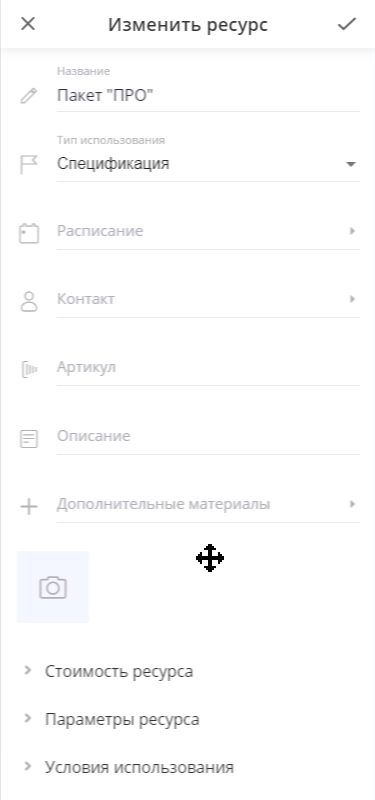 Изменить ресурс
Название
Пакет "ПРО"
Тип использования
Спецификация
Расписание
Контакт
Артикул
Описание
Дополнительные материалы
Стоимость ресурса
Параметры ресурса
Условия использования